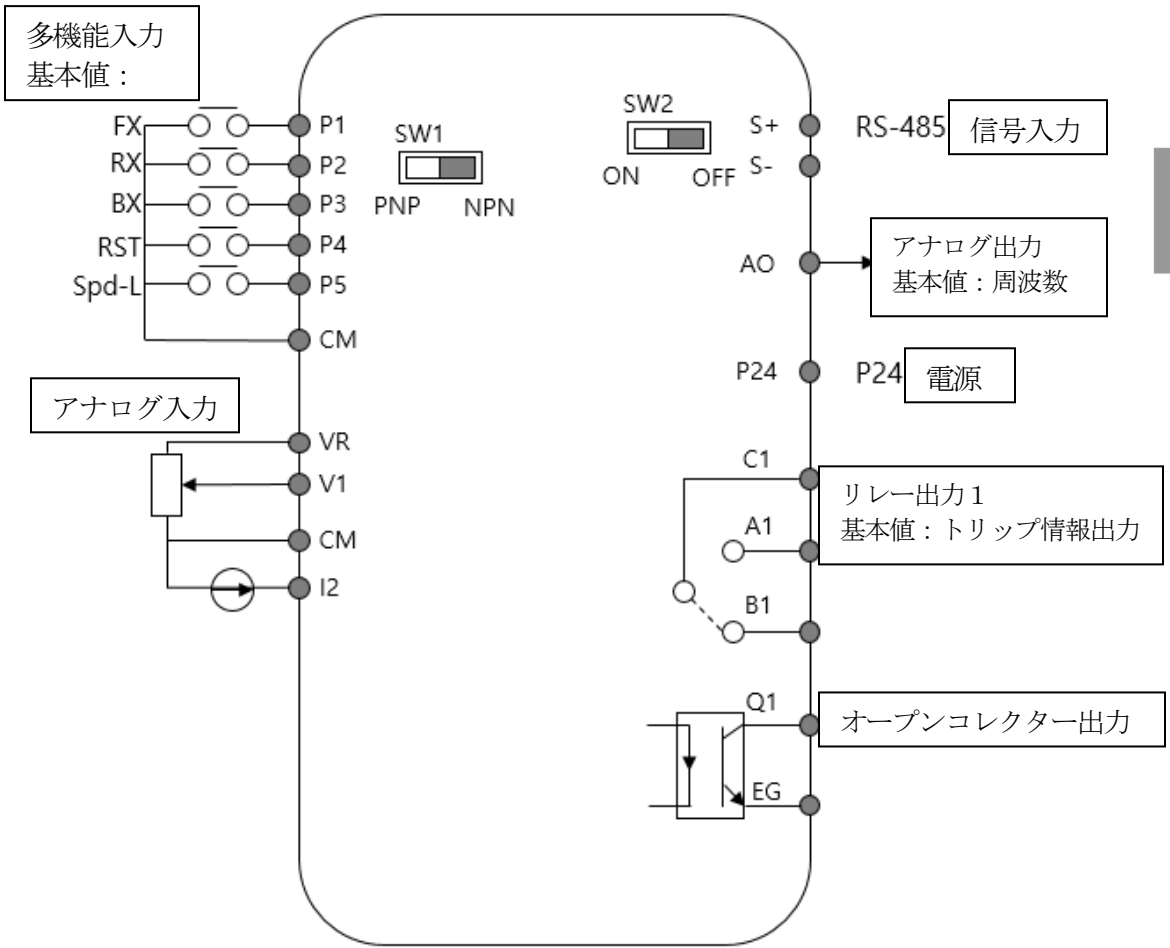 多機能入力
基本値：
FX
P1
RX
P2
BX
P3
RST
P4
Spd-L
P5
CM
SW1
PNP
NPN
SW2
ON
OFF
S+
RS-485
信号入力
S-
AO
アナログ出力
基本値：周波数
P24
P24
電源
アナログ入力
VR
V1
CM
I2
C1
リレー出力１
基本値：トリップ情報出力
A1
B1
Q1
オープンコレクター出力
EG